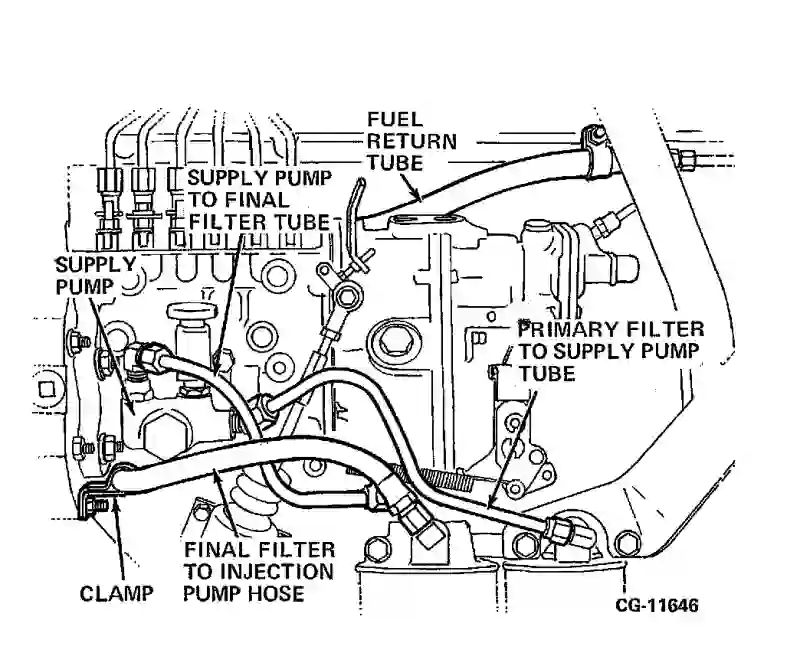 FUEL
RETURN
TUBE
SUPPLY PUMP
TO FINAL
FILTER TUBE
SUPPLY
PUMP
PRIMARY FILTER
TO SUPPLY PUMP
TUBE
FINAL FILTER
TO INJECTION
PUMP HOSE
CLAMP
CG-11646